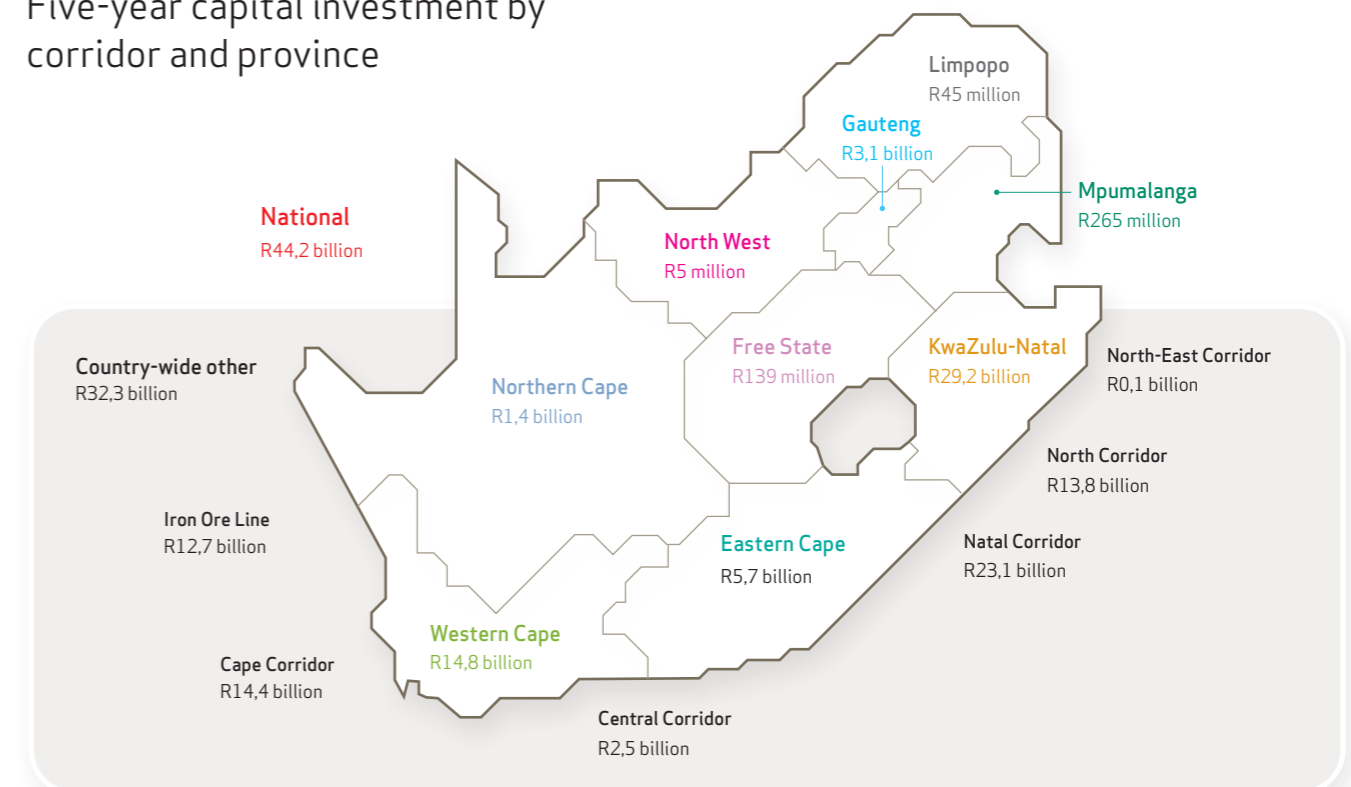 Five-year capital investment by
corridor and province
Limpopo
R45 million
Gauteng
R3,1 billion
Mpumalanga
R265 million
National
R44,2 billion
North West
R5 million
Free State
R139 million
KwaZulu-Natal
R29,2 billion
North-East Corridor
R0,1 billion
Country-wide other
R32,3 billion
Northern Cape
R1,4 billion
North Corridor
R13,8 billion
Iron Ore Line
R12,7 billion
Eastern Cape
R5,7 billion
Natal Corridor
R23,1 billion
Western Cape
R14,8 billion
Cape Corridor
R14,4 billion
Central Corridor
R2,5 billion